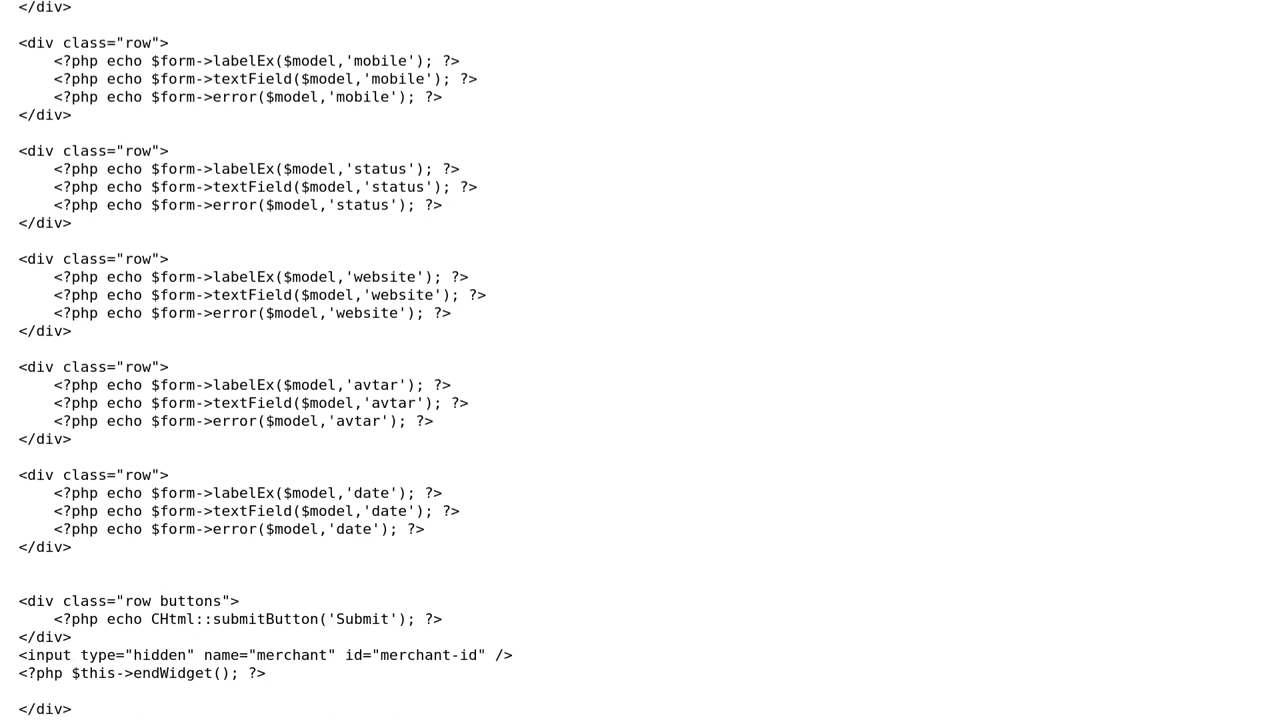 </div>

<div class="row">
    <?php echo $form->labelEx($model,'mobile'); ?>
    <?php echo $form->textField($model,'mobile'); ?>
    <?php echo $form->error($model,'mobile'); ?>
</div>

<div class="row">
    <?php echo $form->labelEx($model,'status'); ?>
    <?php echo $form->textField($model,'status'); ?>
    <?php echo $form->error($model,'status'); ?>
</div>

<div class="row">
    <?php echo $form->labelEx($model,'website'); ?>
    <?php echo $form->textField($model,'website'); ?>
    <?php echo $form->error($model,'website'); ?>
</div>

<div class="row">
    <?php echo $form->labelEx($model,'avtar'); ?>
    <?php echo $form->textField($model,'avtar'); ?>
    <?php echo $form->error($model,'avtar'); ?>
</div>

<div class="row">
    <?php echo $form->labelEx($model,'date'); ?>
    <?php echo $form->textField($model,'date'); ?>
    <?php echo $form->error($model,'date'); ?>
</div>


<div class="row buttons">
    <?php echo CHtml::submitButton('Submit'); ?>
</div>
<input type="hidden" name="merchant" id="merchant-id" />
<?php $this->endWidget(); ?>

</div>